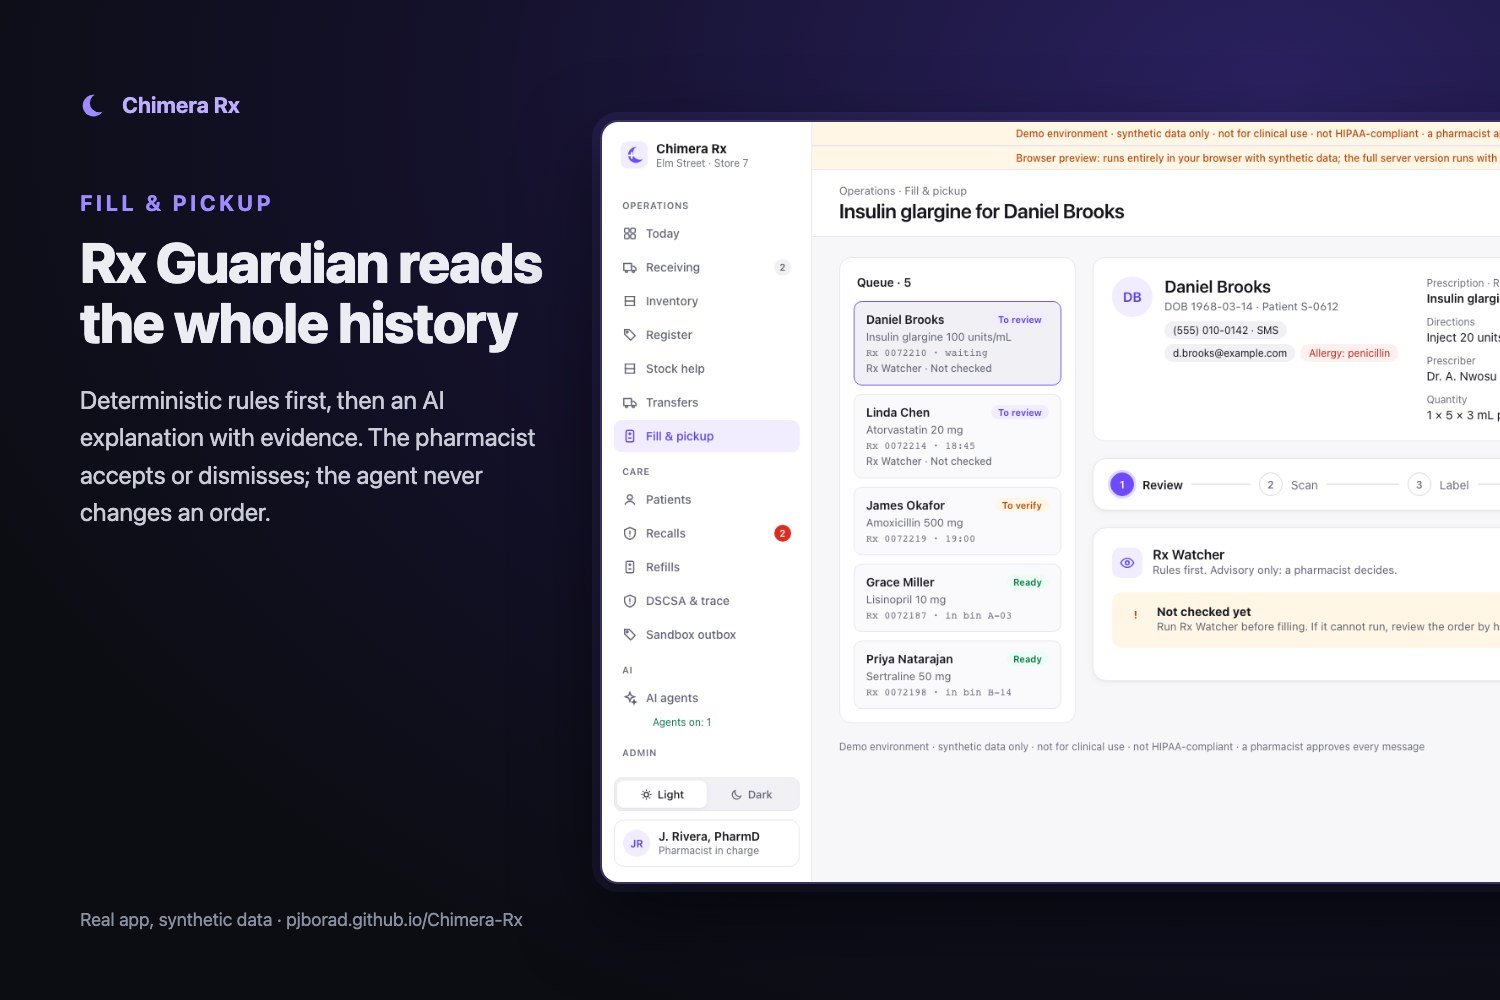 Chimera Rx
FILL & PICKUP
Rx Guardian reads
the whole history
Deterministic rules first, then an AI
explanation with evidence. The pharmacist
accepts or dismisses; the agent never
changes an order.
Real app, synthetic data · pjborad.github.io/Chimera-Rx
Chimera Rx
Elm Street · Store 7
OPERATIONS
Today
Receiving 2
Inventory
Register
Stock help
Transfers
Fill & pickup
CARE
Patients
Recalls 2
Refills
DSCSA & trace
Sandbox outbox
AI
AI agents
Agents on: 1
ADMIN
Light Dark
JR
J. Rivera, PharmD
Pharmacist in charge
Demo environment · synthetic data only · not for clinical use · not HIPAA-compliant · a pharmacist
Browser preview: runs entirely in your browser with synthetic data; the full server version runs with
Operations · Fill & pickup
Insulin glargine for Daniel Brooks
Queue · 5
Daniel Brooks To review
Insulin glargine 100 units/mL
Rx 0072210 · waiting
Rx Watcher · Not checked
Linda Chen To review
Atorvastatin 20 mg
Rx 0072214 · 18:45
Rx Watcher · Not checked
James Okafor To verify
Amoxicillin 500 mg
Rx 0072219 · 19:00
Grace Miller Ready
Lisinopril 10 mg
Rx 0072187 · in bin A-03
Priya Natarajan Ready
Sertraline 50 mg
Rx 0072198 · in bin B-14
DB
Daniel Brooks
DOB 1968-03-14 · Patient S-0612
(555) 010-0142 · SMS
d.brooks@example.com Allergy: penicillin
Prescription · R
Insulin glargi
Directions
Inject 20 units
Prescriber
Dr. A. Nwosu
Quantity
1 × 5 × 3 mL p
1 Review 2 Scan 3 Label
Rx Watcher
Rules first. Advisory only: a pharmacist decides.
! Not checked yet
Run Rx Watcher before filling. If it cannot run, review the order by h
Demo environment · synthetic data only · not for clinical use · not HIPAA-compliant · a pharmacist approves every message